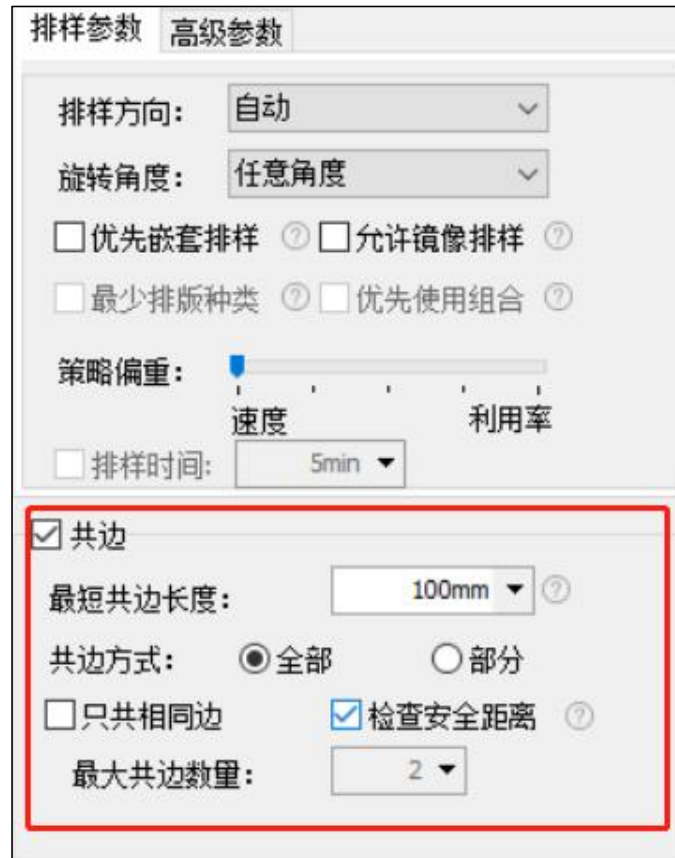 排样参数 高级参数
排样方向： 自动
旋转角度： 任意角度
优先嵌套排样 ? 允许镜像排样 ?
最少排版种类 ? 优先使用组合 ?
策略偏重：
速度 利用率
排样时间: 5min
共边
最短共边长度： 100mm ?
共边方式： 全部 部分
只共相同边 检查安全距离 ?
最大共边数量： 2